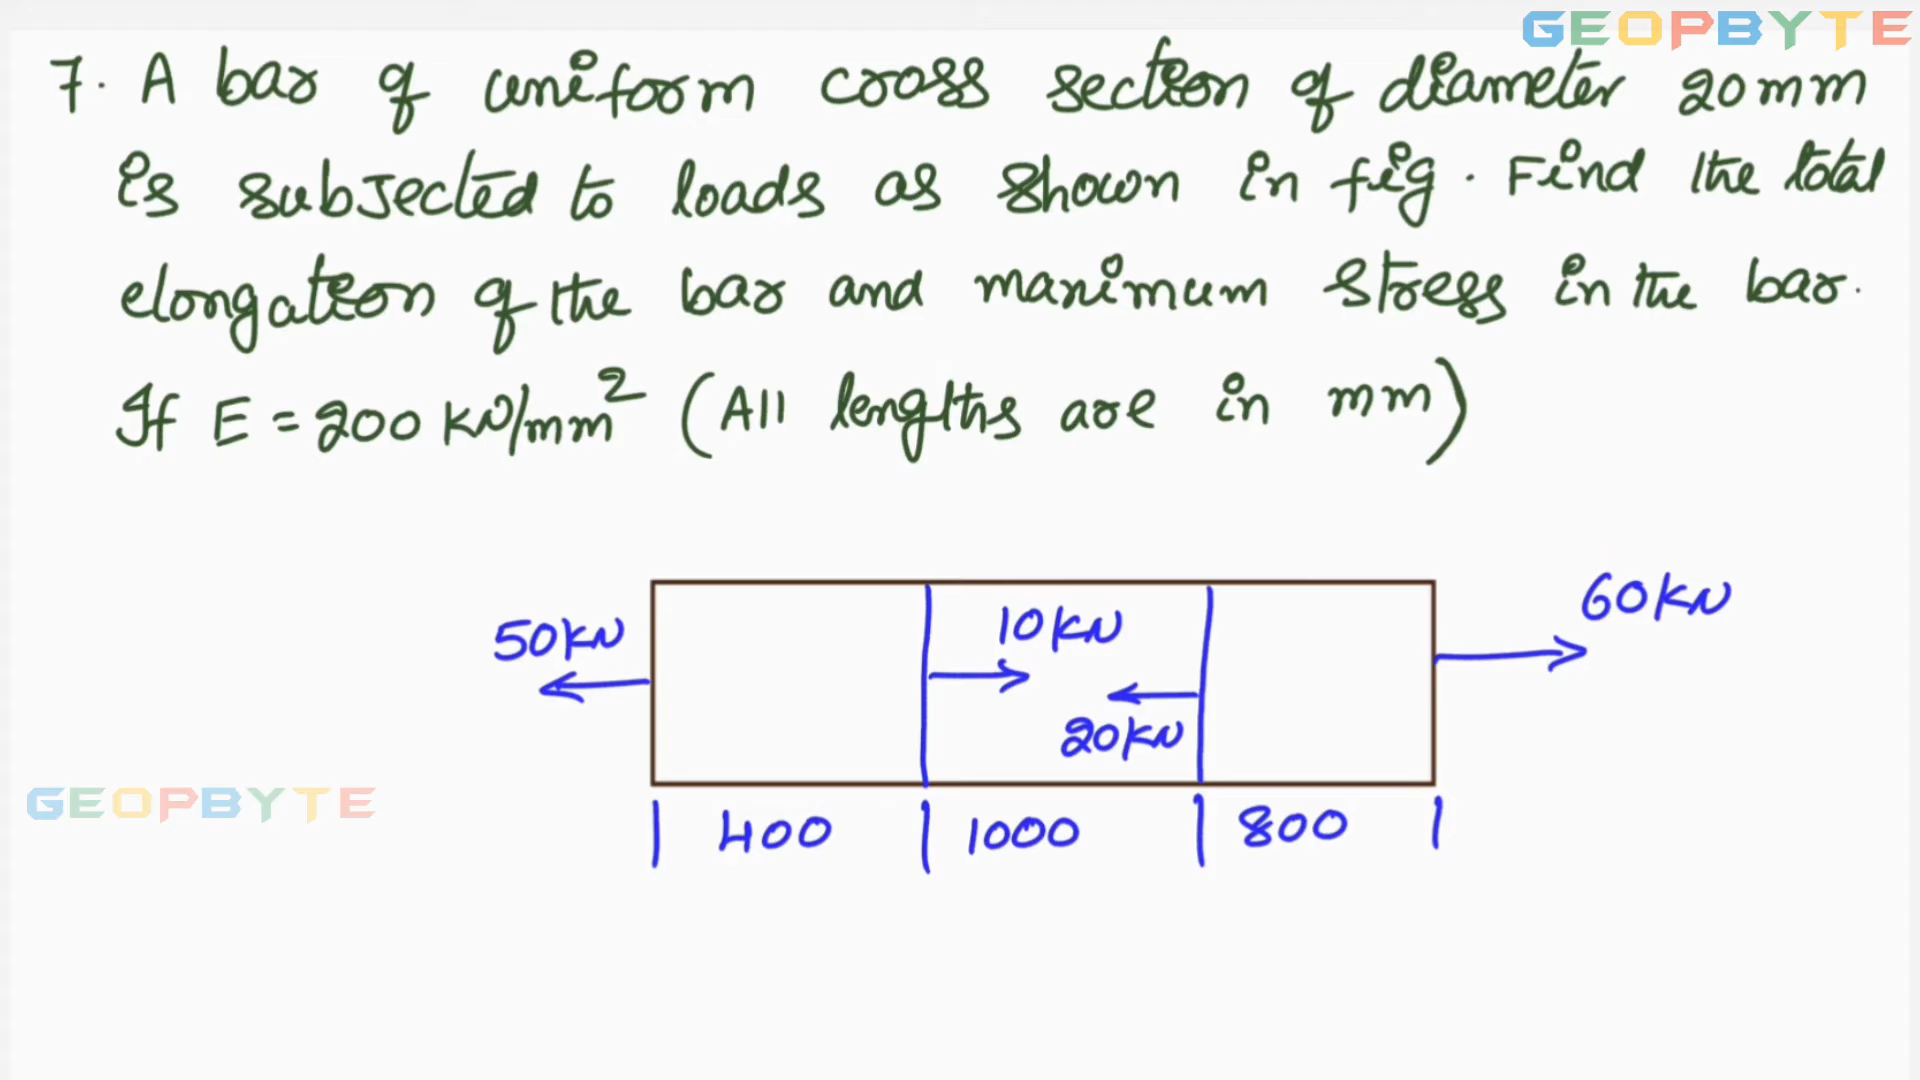 GEOPBYTE
7. A bar of uniform cross section of diameter 20mm
is subjected to loads as shown in fig. Find the total
elongation of the bar and maximum stress in the bar.
If E = 200 KN/mm² (All lengths are in mm)
60KN
50KN
10KN
20KN
GEOPBYTE
400 1000 800